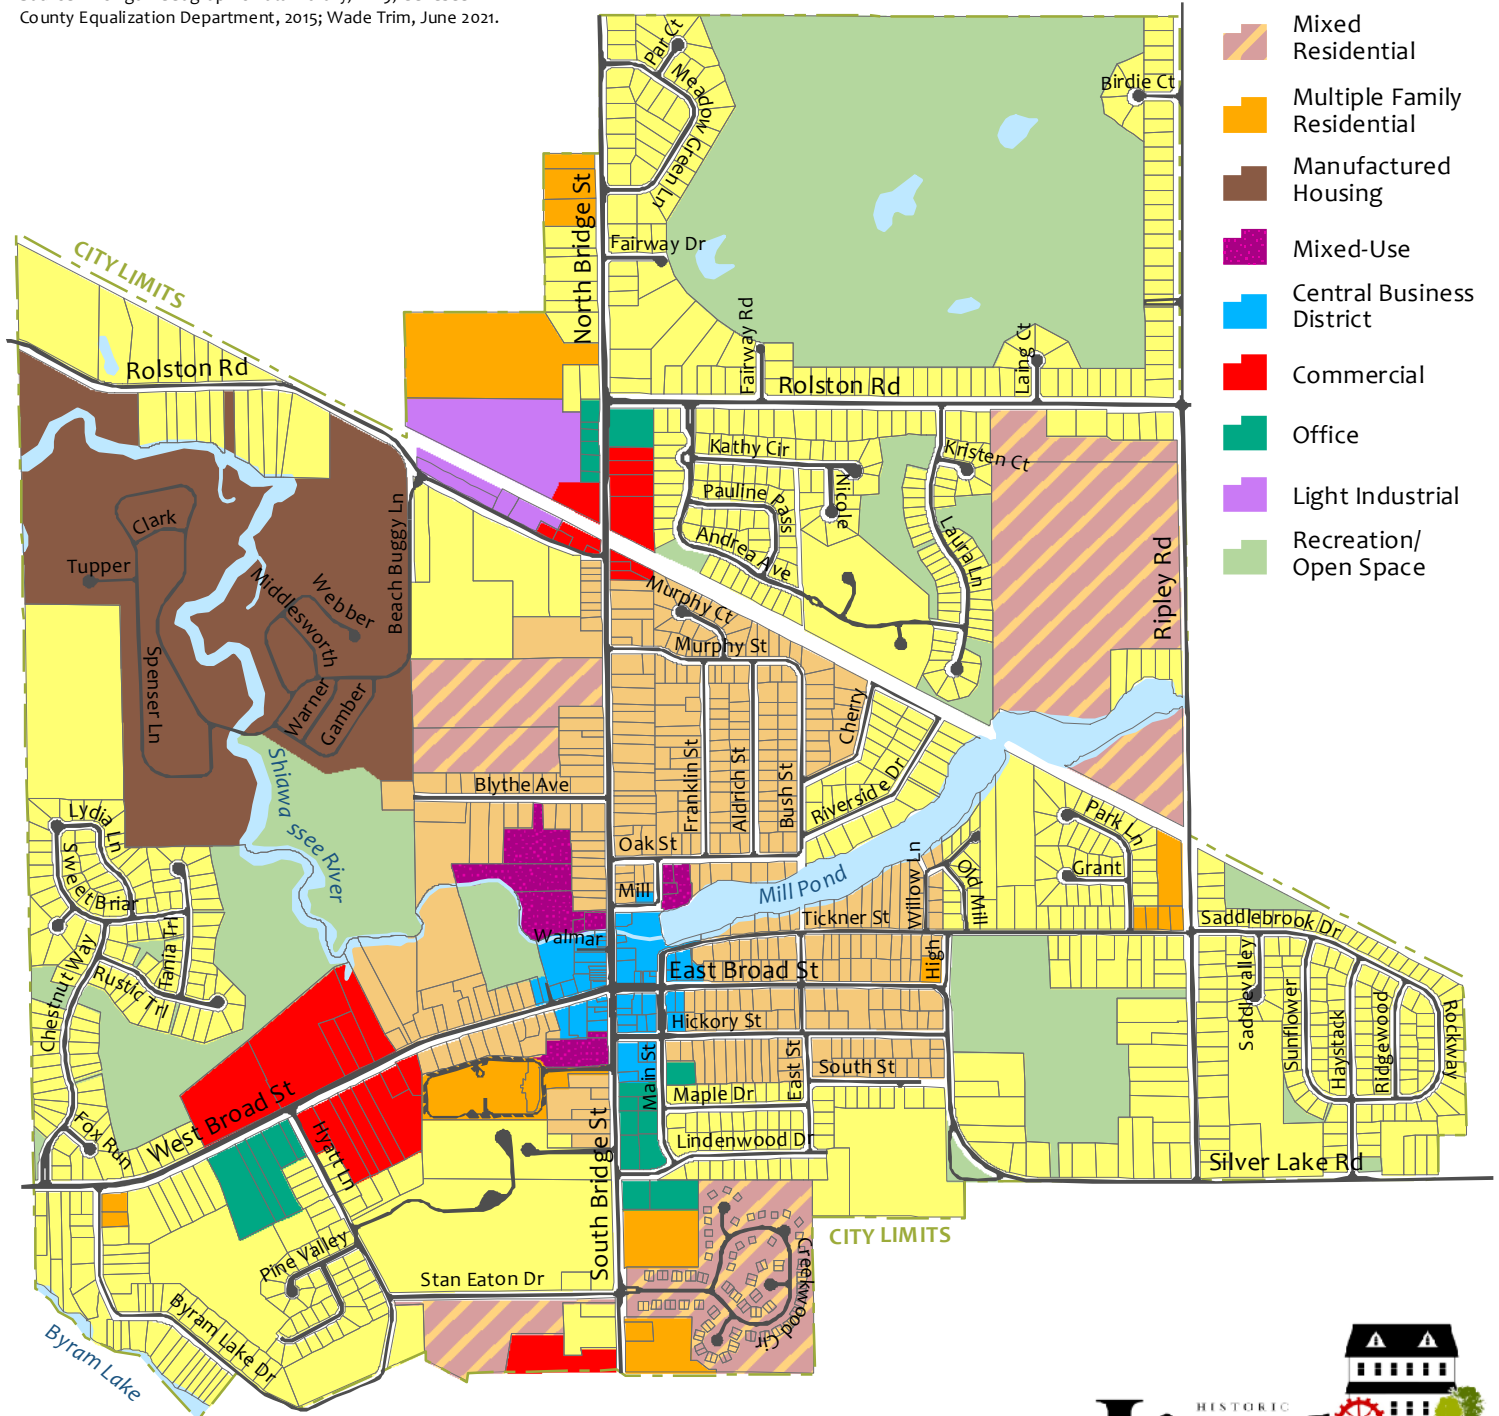 County Equalization Department, 2015; Wade Trim, June 2021.
Mixed
Residential
Multiple Family
Residential
Manufactured
Housing
Mixed-Use
Central Business
District
Commercial
Office
Light Industrial
Recreation/
Open Space
Par Ct
Meadow Green Ln
Birdie Ct
North Bridge St
Fairway Dr
CITY LIMITS
Fairway Rd
Laing Ct
Rolston Rd
Rolston Rd
Kathy Cir
Kristen Ct
Nicole
Pauline
Pass
Andrea Ave
Laura Ln
Ripley Rd
Beach Buggy Ln
Clark
Tupper
Webber
Middlesworth
Warner
Gamber
Spenser Ln
Murphy Ct
Murphy St
Cherry
Franklin St
Aldrich St
Bush St
Riverside Dr
Blythe Ave
Shiawa ssee River
Oak St
Mill
Mill Pond
Park Ln
Grant
Willow Ln
Old Mill
Tickner St
High
Lydia Ln
Sweet Briar
Tania Trl
Rustic Trl
Chestnut Way
Walmar
East Broad St
Hickory St
Saddlebrook Dr
Saddlevalley
Sunflower
Haystack
Ridgewood
Rockway
Main St
East St
South St
Maple Dr
Lindenwood Dr
West Broad St
Fox Run
Hyatt Ln
South Bridge St
Silver Lake Rd
CITY LIMITS
Pine Valley
Stan Eaton Dr
Creekwood Cir
Byram Lake Dr
Byram Lake
HISTORIC